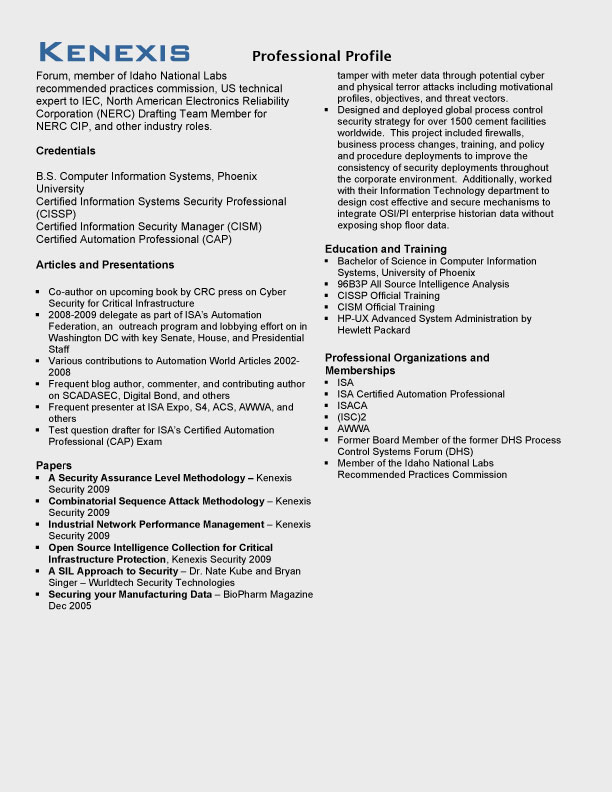 KENEXIS
Professional Profile
Forum, member of Idaho National Labs
recommended practices commission, US technical
expert to IEC, North American Electronics Reliability
Corporation (NERC) Drafting Team Member for
NERC CIP, and other industry roles.
Credentials
B.S. Computer Information Systems, Phoenix
University
Certified Information Systems Security Professional
(CISSP)
Certified Information Security Manager (CISM)
Certified Automation Professional (CAP)
Articles and Presentations
▪ Co-author on upcoming book by CRC press on Cyber
Security for Critical Infrastructure
▪ 2008-2009 delegate as part of ISA's Automation
Federation, an outreach program and lobbying effort on in
Washington DC with key Senate, House, and Presidential
Staff
▪ Various contributions to Automation World Articles 2002-
2008
▪ Frequent blog author, commenter, and contributing author
on SCADASEC, Digital Bond, and others
▪ Frequent presenter at ISA Expo, S4, ACS, AWWA, and
others
▪ Test question drafter for ISA's Certified Automation
Professional (CAP) Exam
Papers
▪ A Security Assurance Level Methodology – Kenexis
Security 2009
▪ Combinatorial Sequence Attack Methodology – Kenexis
Security 2009
▪ Industrial Network Performance Management – Kenexis
Security 2009
▪ Open Source Intelligence Collection for Critical
Infrastructure Protection, Kenexis Security 2009
▪ A SIL Approach to Security – Dr. Nate Kube and Bryan
Singer – Wurldtech Security Technologies
▪ Securing your Manufacturing Data – BioPharm Magazine
Dec 2005
tamper with meter data through potential cyber
and physical terror attacks including motivational
profiles, objectives, and threat vectors.
▪ Designed and deployed global process control
security strategy for over 1500 cement facilities
worldwide. This project included firewalls,
business process changes, training, and policy
and procedure deployments to improve the
consistency of security deployments throughout
the corporate environment. Additionally, worked
with their Information Technology department to
design cost effective and secure mechanisms to
integrate OSI/PI enterprise historian data without
exposing shop floor data.
Education and Training
▪ Bachelor of Science in Computer Information
Systems, University of Phoenix
▪ 96B3P All Source Intelligence Analysis
▪ CISSP Official Training
▪ CISM Official Training
▪ HP-UX Advanced System Administration by
Hewlett Packard
Professional Organizations and
Memberships
▪ ISA
▪ ISA Certified Automation Professional
▪ ISACA
▪ (ISC)2
▪ AWWA
▪ Former Board Member of the former DHS Process
Control Systems Forum (DHS)
▪ Member of the Idaho National Labs
Recommended Practices Commission